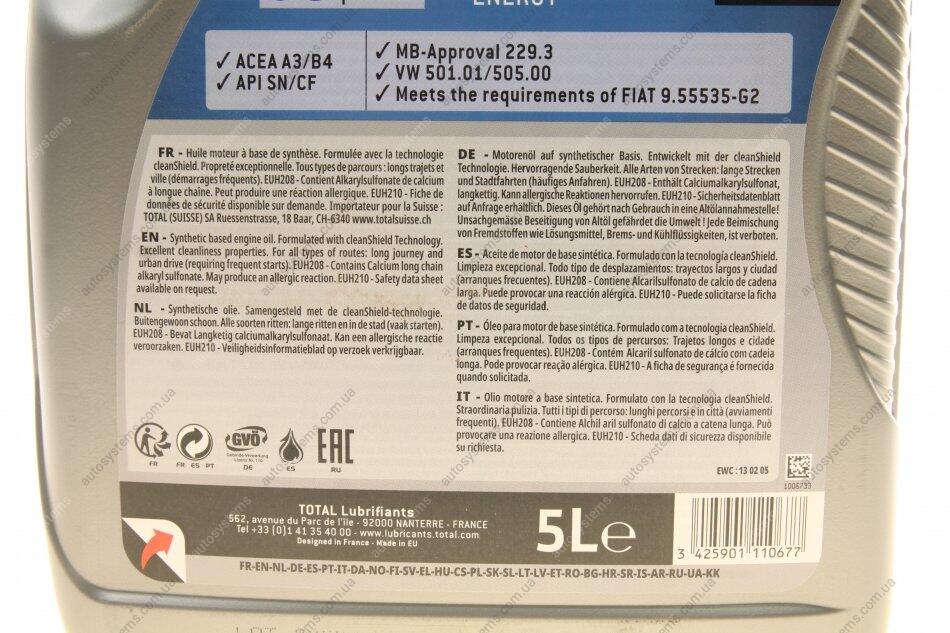 ENERGY
✓ ACEA A3/B4
✓ API SN/CF
✓ MB-Approval 229.3
✓ VW 501.01/505.00
✓ Meets the requirements of FIAT 9.55535-G2
FR - Huile moteur à base de synthèse. Formulée avec la technologie
cleanShield. Propreté exceptionnelle. Tous types de parcours : longs trajets et
ville (démarrages fréquents). EUH208 - Contient Alkarylsulfonate de calcium
à longue chaîne. Peut produire une réaction allergique. EUH210 - Fiche de
données de sécurité disponible sur demande. Importateur pour la Suisse :
TOTAL (SUISSE) SA Ruessenstrasse, 18 Baar, CH-6340 www.totalsuisse.ch
EN - Synthetic based engine oil. Formulated with cleanShield Technology.
Excellent cleanliness properties. For all types of routes: long journey and
urban drive (requiring frequent starts). EUH208 - Contains Calcium long chain
alkaryl sulfonate. May produce an allergic reaction. EUH210 - Safety data sheet
available on request.
NL - Synthetische olie. Samengesteld met de cleanShield-technologie.
Buitengewoon schoon. Alle soorten ritten: lange ritten en in de stad (vaak starten).
EUH208 - Bevat Langketig calciumalkarylsulfonaat. Kan een allergische reactie
veroorzaken. EUH210 - Veiligheidsinformatieblad op verzoek verkrijgbaar.
DE - Motorenöl auf synthetischer Basis. Entwickelt mit der cleanShield
Technologie. Hervorragende Sauberkeit. Alle Arten von Strecken: lange Strecken
und Stadtfahrten (häufiges Anfahren). EUH208 - Enthält Calciumalkarylsulfonat,
langkettig. Kann allergische Reaktionen hervorrufen. EUH210 - Sicherheitsdatenblatt
auf Anfrage erhältlich. Dieses Öl gehört nach Gebrauch in eine Altölannahmestelle!
Unsachgemässe Beseitigung von Altöl gefährdet die Umwelt ! Jede Beimischung
von Fremdstoffen wie Lösungsmittel, Brems- und Kühlflüssigkeiten, ist verboten.
ES - Aceite de motor de base sintética. Formulado con la tecnología cleanShield.
Limpieza excepcional. Todo tipo de desplazamientos: trayectos largos y ciudad
(arranques frecuentes). EUH208 - Contiene Alcarilsulfonato de calcio de cadena
larga. Puede provocar una reacción alérgica. EUH210 - Puede solicitarse la ficha
de datos de seguridad.
PT - Óleo para motor de base sintética. Formulado com a tecnologia cleanShield.
Limpeza excepcional. Todos os tipos de percursos: Trajetos longos e cidade
(arranques frequentes). EUH208 - Contém Alcaril sulfonato de cálcio com cadeia
longa. Pode provocar reação alérgica. EUH210 - A ficha de segurança é fornecida
quando solicitada.
IT - Olio motore a base sintetica. Formulato con la tecnologia cleanShield.
Straordinaria pulizia. Tutti i tipi di percorso: lunghi percorsi e in città (avviamenti
frequenti). EUH208 - Contiene Alchil aril sulfonato di calcio a catena lunga. Può
provocare una reazione allergica. EUH210 - Scheda dati di sicurezza disponibile
su richiesta.
GVÖ
Gebinde-Verwertung
Lizenz Nr. 110
EAC
FR
FR ES PT
DE
ES
RU
EWC : 13 02 05
1006733
TOTAL Lubrifiants
562, avenue du Parc de l'île - 92000 NANTERRE - FRANCE
Tel +33 (0)1 41 35 40 00 - www.lubricants.total.com
Designed in France - Made in EU
5L e
3 425901 110677
FR-EN-NL-DE-ES-PT-IT-DA-NO-FI-SV-EL-HU-CS-PL-SK-SL-LT-LV-ET-RO-BG-HR-SR-IS-AR-RU-UA-KK
autosystems.com.ua